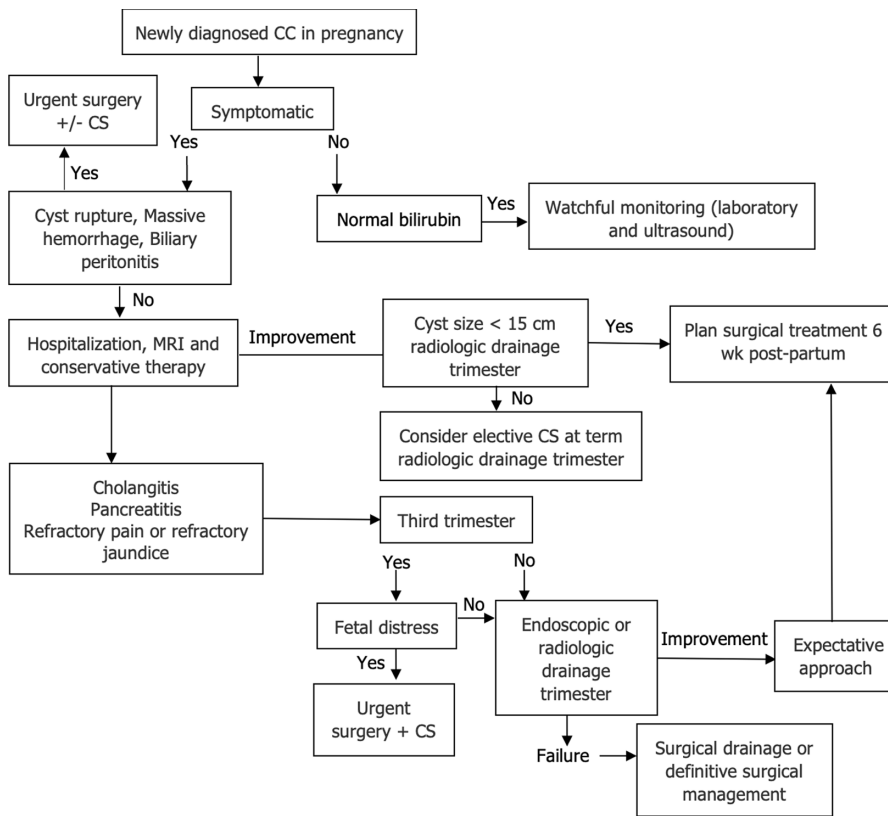 Newly diagnosed CC in pregnancy
Urgent surgery
+/- CS
Symptomatic
Yes
No
Yes
Cyst rupture, Massive
hemorrhage, Biliary
peritonitis
Normal bilirubin
Yes
Watchful monitoring (laboratory
and ultrasound)
No
Hospitalization, MRI and
conservative therapy
Improvement
Cyst size < 15 cm
radiologic drainage
trimester
Yes
Plan surgical treatment 6
wk post-partum
No
Consider elective CS at term
radiologic drainage trimester
Cholangitis
Pancreatitis
Refractory pain or refractory
jaundice
Third trimester
Yes
No
Fetal distress
No
Endoscopic or
radiologic
drainage
trimester
Improvement
Expectative
approach
Yes
Urgent
surgery + CS
Failure
Surgical drainage or
definitive surgical
management